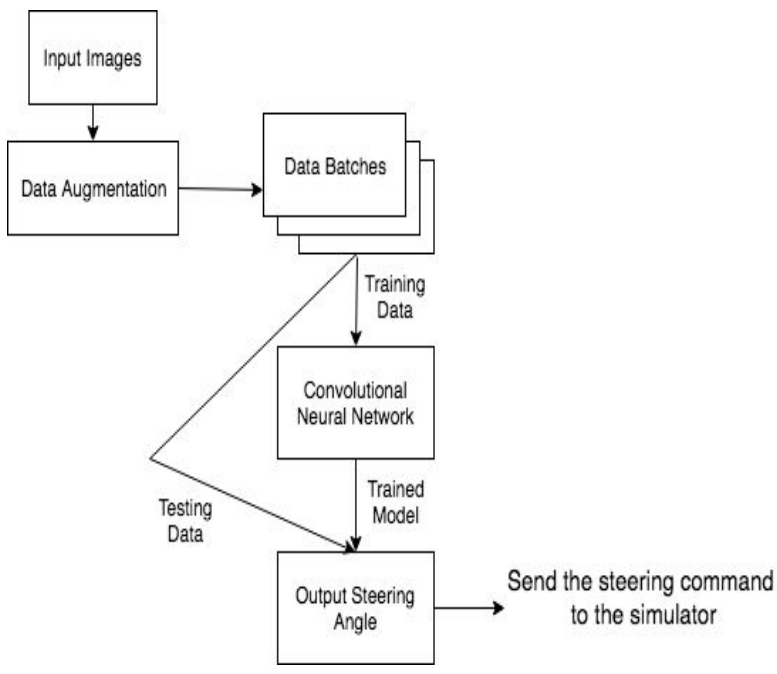 Input Images
Data Augmentation
Data Batches
Training
Data
Convolutional
Neural Network
Trained
Model
Testing
Data
Output Steering
Angle
Send the steering command
to the simulator